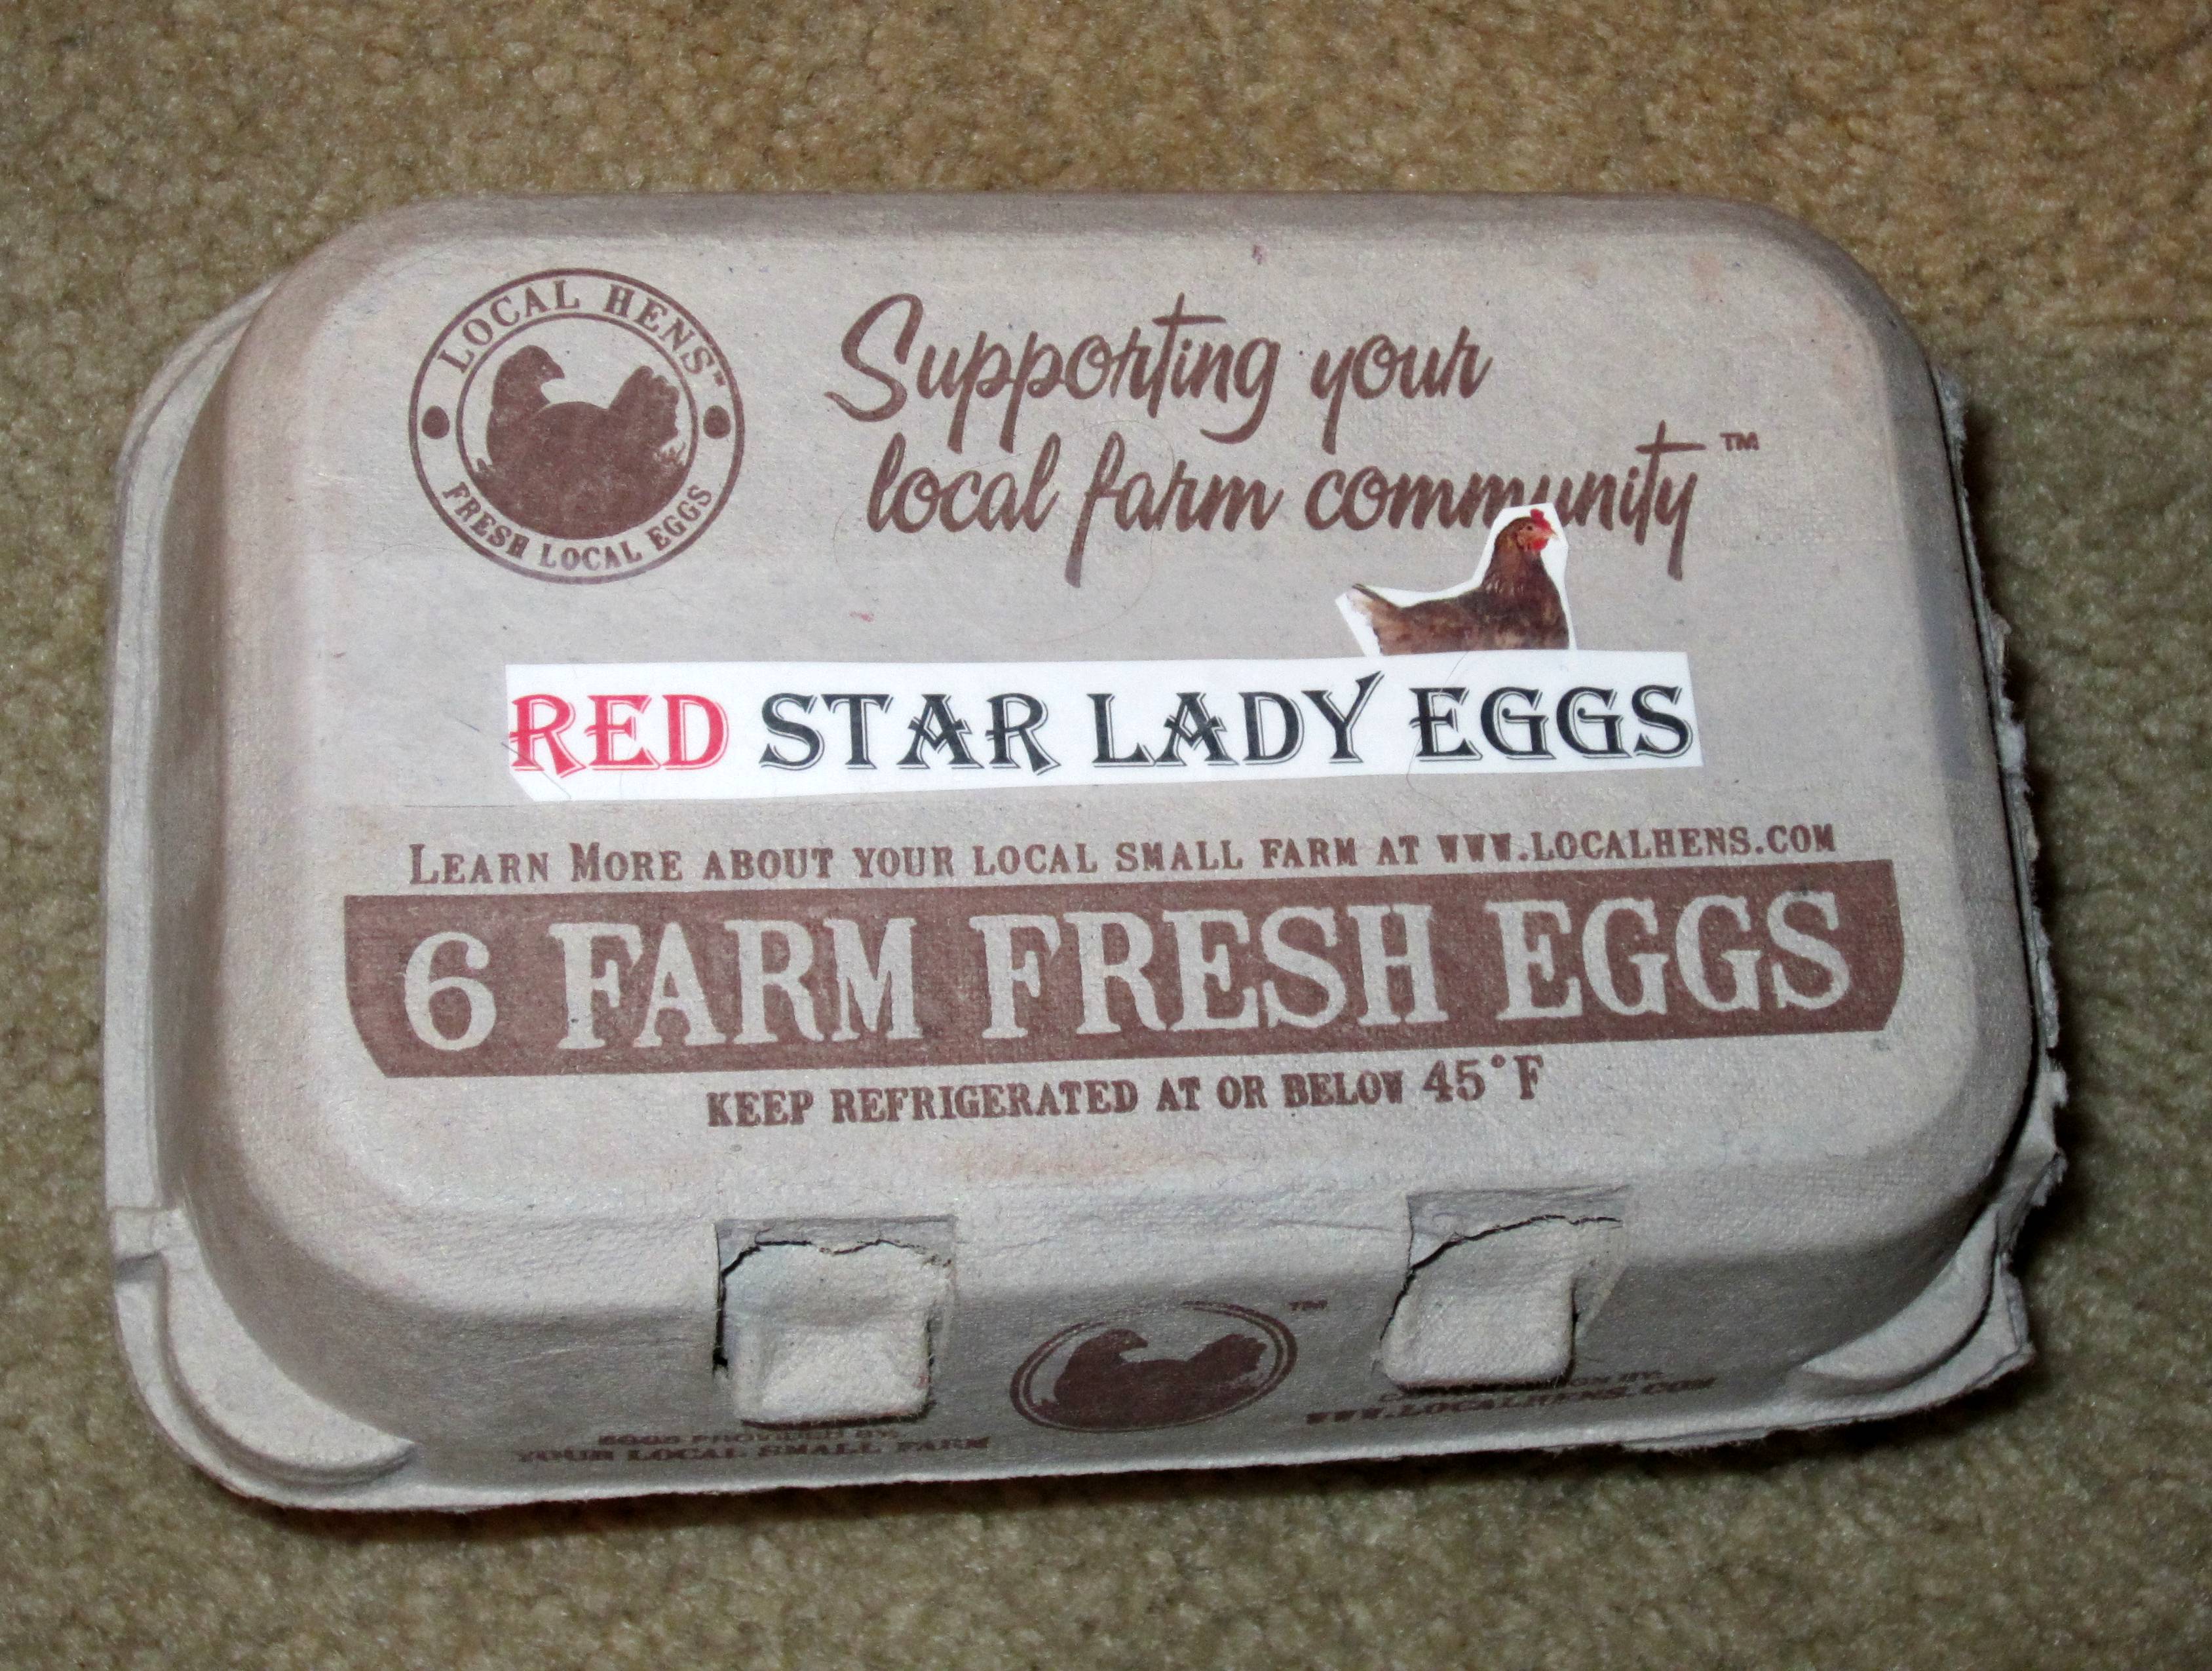 LOCAL HENS™
FRESH LOCAL EGGS
Supporting your
local farm community™
RED STAR LADY EGGS
LEARN MORE ABOUT YOUR LOCAL SMALL FARM AT WWW.LOCALHENS.COM
6 FARM FRESH EGGS
KEEP REFRIGERATED AT OR BELOW 45°F
™
EGGS PROVIDED BY
YOUR LOCAL SMALL FARM
WWW.LOCALHENS.COM